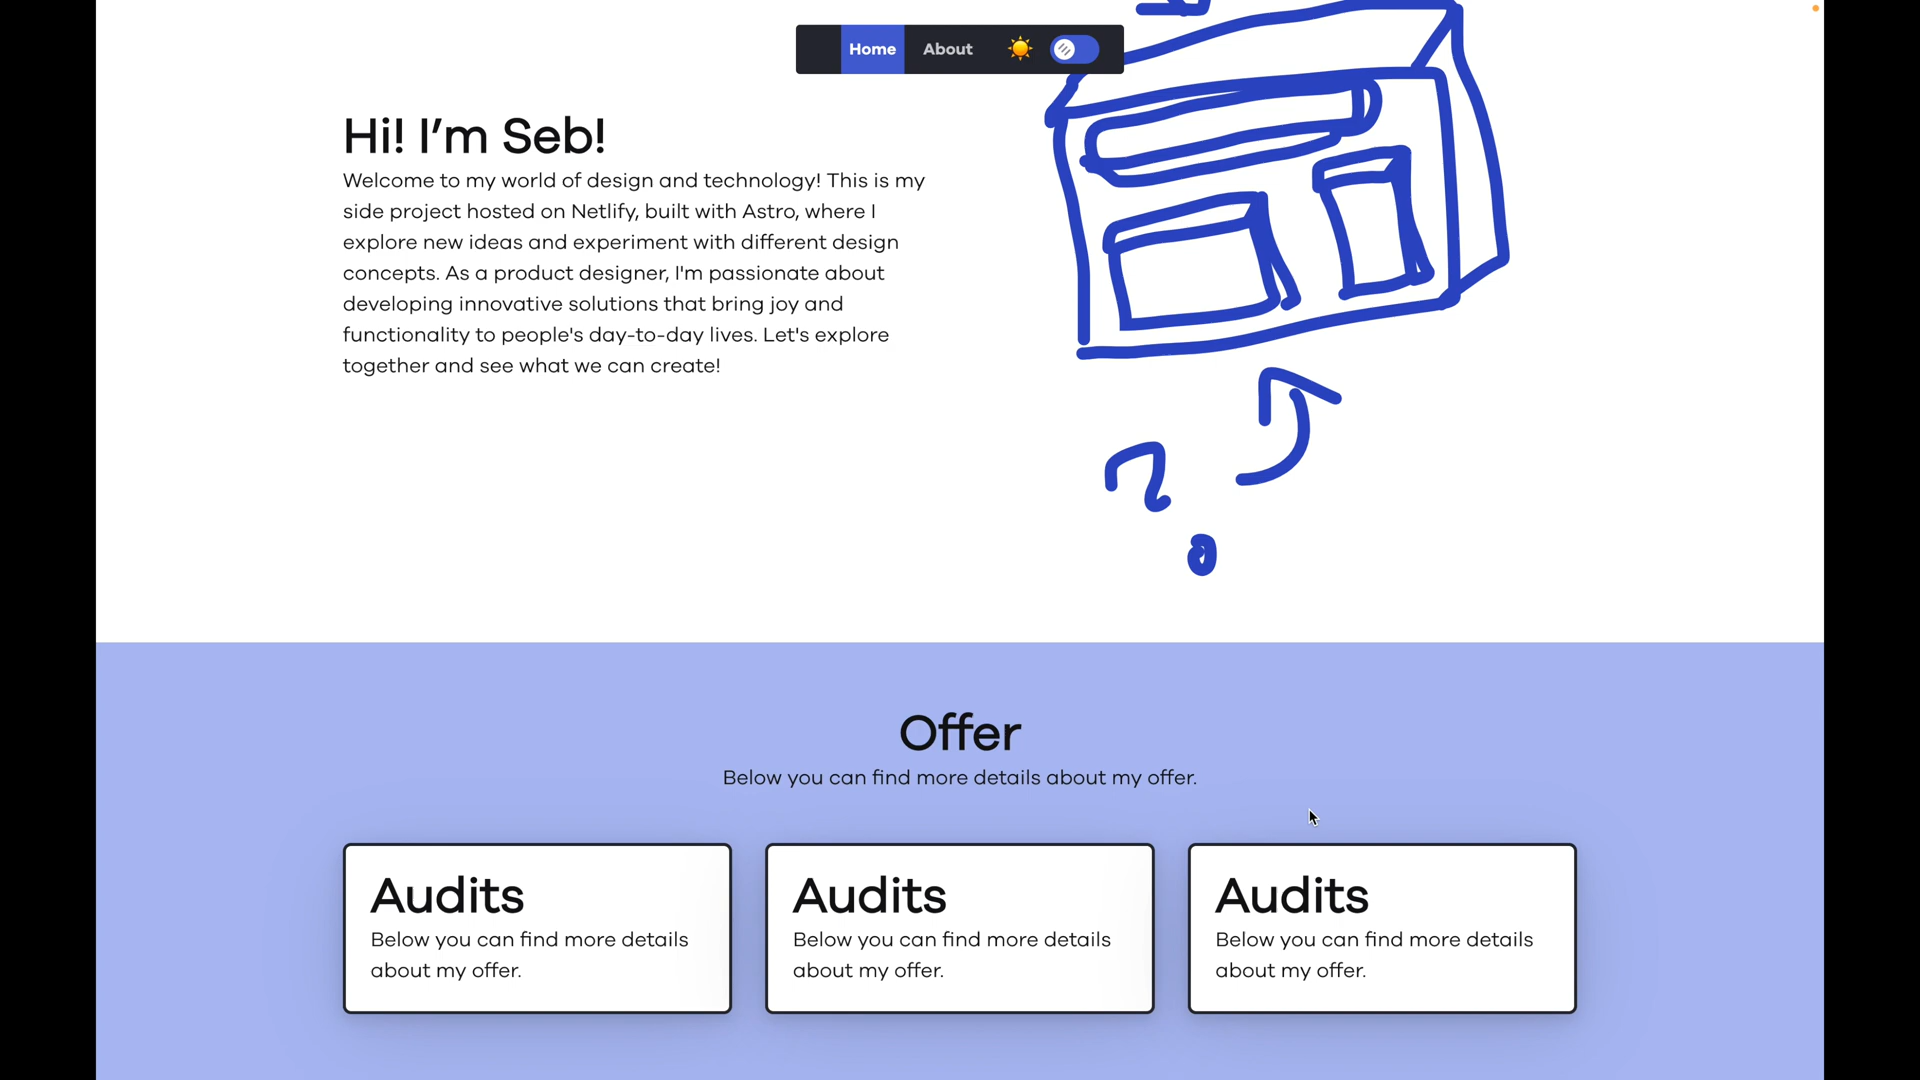 Home About
Hi! I’m Seb!
Welcome to my world of design and technology! This is my
side project hosted on Netlify, built with Astro, where I
explore new ideas and experiment with different design
concepts. As a product designer, I'm passionate about
developing innovative solutions that bring joy and
functionality to people's day-to-day lives. Let's explore
together and see what we can create!
?
Offer
Below you can find more details about my offer.
Audits
Below you can find more details
about my offer.
Audits
Below you can find more details
about my offer.
Audits
Below you can find more details
about my offer.